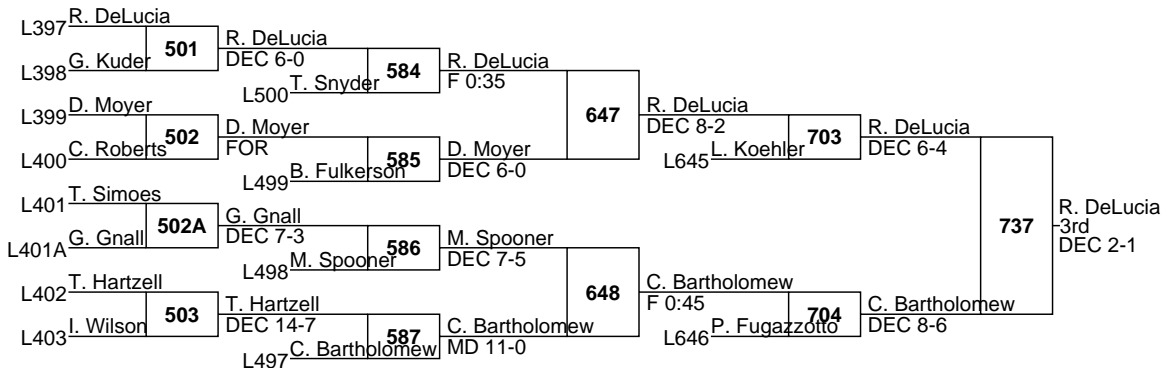 R. DeLucia
L397
501
R. DeLucia
DEC 6-0
G. Kuder
L398
584
R. DeLucia
F 0:35
T. Snyder
L500
D. Moyer
L399
502
D. Moyer
FOR
C. Roberts
L400
585
D. Moyer
DEC 6-0
B. Fulkerson
L499
647
R. DeLucia
DEC 8-2
L. Koehler
L645
703
R. DeLucia
DEC 6-4
T. Simoes
L401
502A
G. Gnall
DEC 7-3
G. Gnall
L401A
586
M. Spooner
DEC 7-5
M. Spooner
L498
T. Hartzell
L402
503
T. Hartzell
DEC 14-7
I. Wilson
L403
587
C. Bartholomew
MD 11-0
C. Bartholomew
L497
648
C. Bartholomew
F 0:45
P. Fugazzotto
L646
704
C. Bartholomew
DEC 8-6
737
R. DeLucia
3rd
DEC 2-1